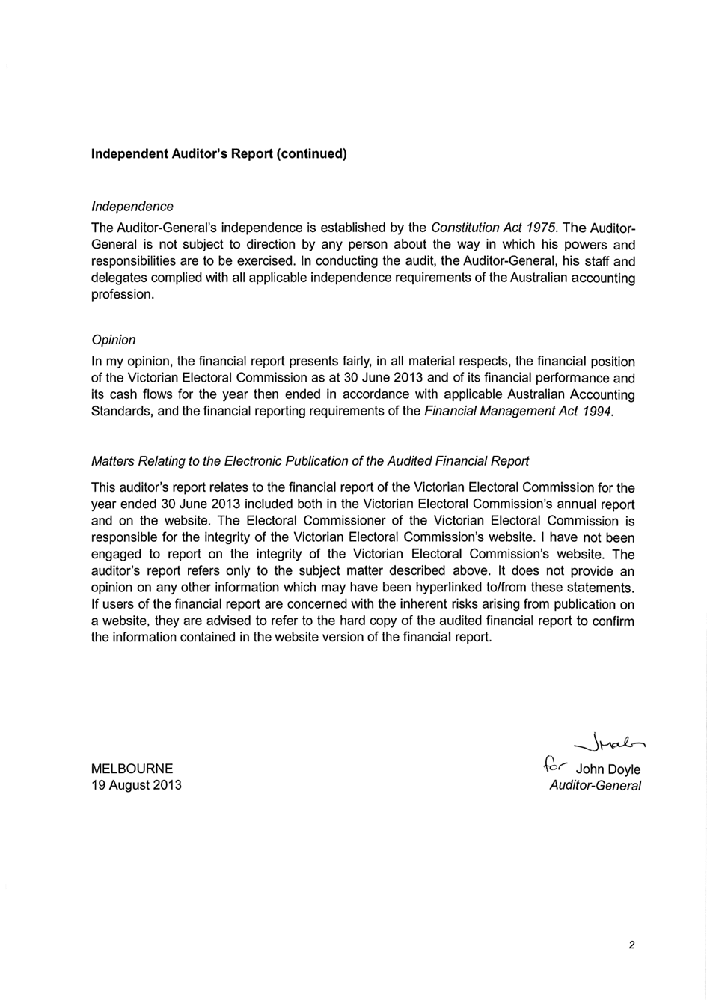 Independent Auditor's Report (continued)
Independence
The Auditor-General's independence is established by the Constitution Act 1975. The Auditor-
General is not subject to direction by any person about the way in which his powers and
responsibilities are to be exercised. In conducting the audit, the Auditor-General, his staff and
delegates complied with all applicable independence requirements of the Australian accounting
profession.
Opinion
In my opinion, the financial report presents fairly, in all material respects, the financial position
of the Victorian Electoral Commission as at 30 June 2013 and of its financial performance and
its cash flows for the year then ended in accordance with applicable Australian Accounting
Standards, and the financial reporting requirements of the Financial Management Act 1994.
Matters Relating to the Electronic Publication of the Audited Financial Report
This auditor's report relates to the financial report of the Victorian Electoral Commission for the
year ended 30 June 2013 included both in the Victorian Electoral Commission's annual report
and on the website. The Electoral Commissioner of the Victorian Electoral Commission is
responsible for the integrity of the Victorian Electoral Commission's website. I have not been
engaged to report on the integrity of the Victorian Electoral Commission's website. The
auditor's report refers only to the subject matter described above. It does not provide an
opinion on any other information which may have been hyperlinked to/from these statements.
If users of the financial report are concerned with the inherent risks arising from publication on
a website, they are advised to refer to the hard copy of the audited financial report to confirm
the information contained in the website version of the financial report.
MELBOURNE
19 August 2013
for John Doyle
Auditor-General
2